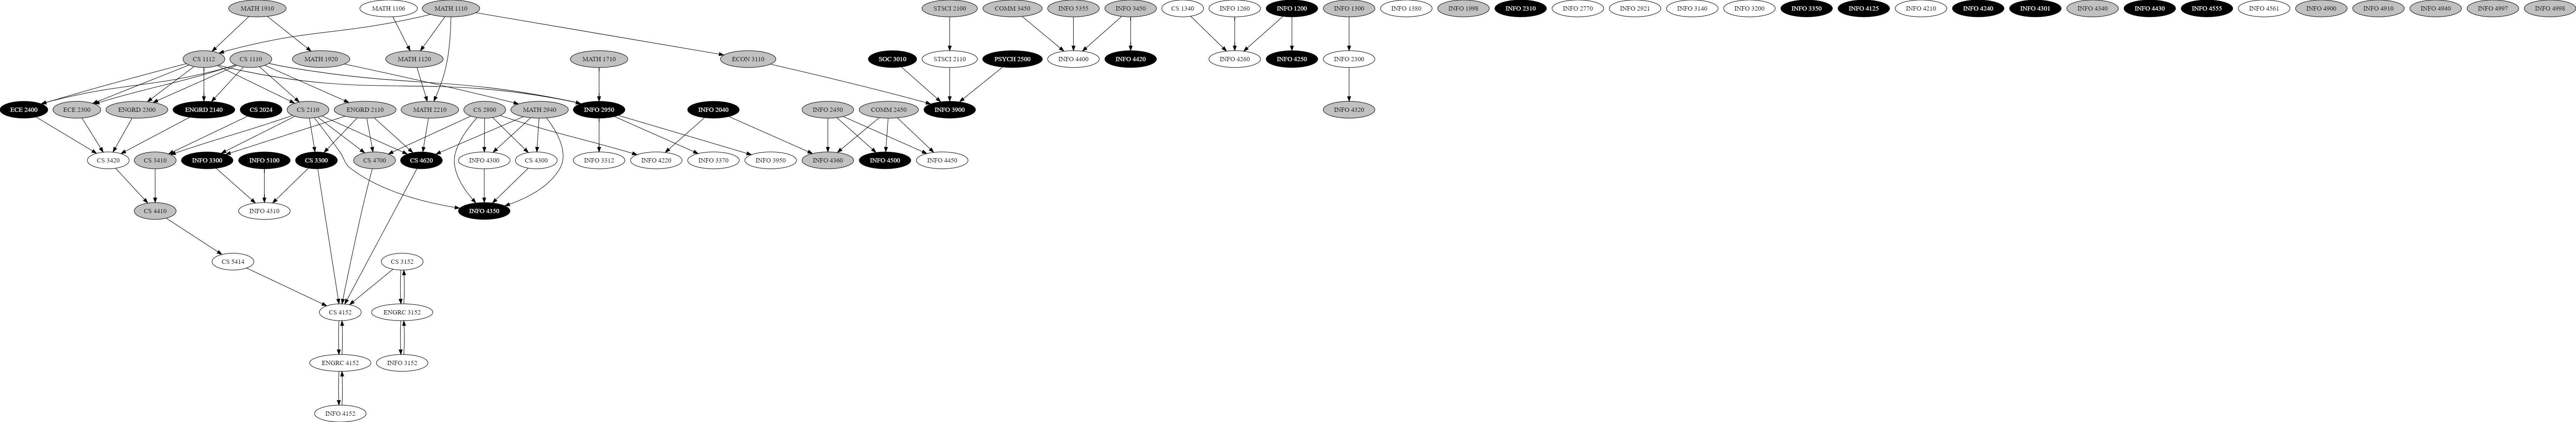 MATH 1910
MATH 1106
MATH 1110
STSCI 2100
COMM 3450
INFO 5355
INFO 3450
CS 1340
INFO 1260
INFO 1200
INFO 1300
INFO 1380
INFO 1998
INFO 2310
INFO 2770
INFO 2921
INFO 3140
INFO 3200
INFO 3350
INFO 4125
INFO 4210
INFO 4240
INFO 4301
INFO 4340
INFO 4430
INFO 4555
INFO 4561
INFO 4900
INFO 4910
INFO 4940
INFO 4997
INFO 4998
CS 1112
CS 1110
MATH 1920
MATH 1120
MATH 1710
ECON 3110
SOC 3010
STSCI 2110
PSYCH 2500
INFO 4400
INFO 4420
INFO 4260
INFO 4250
INFO 2300
ECE 2400
ECE 2300
ENGRD 2300
ENGRD 2140
CS 2024
CS 2110
ENGRD 2110
MATH 2210
CS 2800
MATH 2940
INFO 2950
INFO 2040
INFO 2450
COMM 2450
INFO 3900
INFO 4320
CS 3420
CS 3410
INFO 3300
INFO 5100
CS 3300
CS 4700
CS 4620
INFO 4300
CS 4300
INFO 3312
INFO 4220
INFO 3370
INFO 3950
INFO 4360
INFO 4500
INFO 4450
CS 4410
INFO 4310
INFO 4350
CS 5414
CS 3152
CS 4152
ENGRC 3152
ENGRC 4152
INFO 3152
INFO 4152